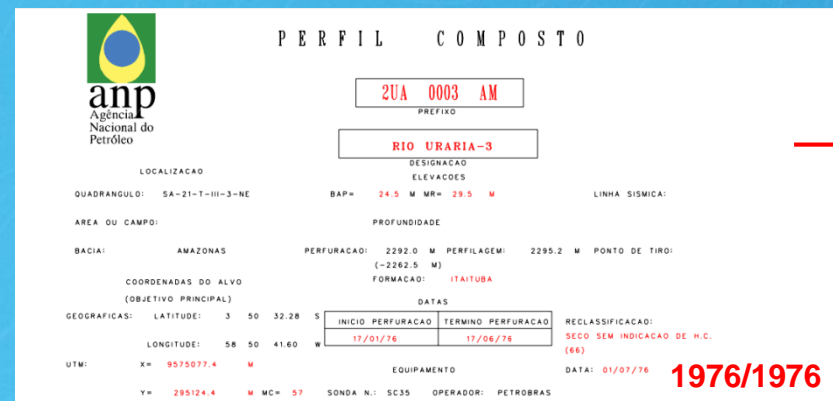 PERFIL COMPOSTO
anp
Agência
Nacional do
Petróleo
2UA 0003 AM
PREFIXO
RIO URARIA-3
DESIGNACAO
LOCALIZACAO
ELEVACOES
QUADRANGULO: SA-21-T-III-3-NE BAP= 24.5 M MR= 29.5 M LINHA SISMICA:
AREA OU CAMPO: PROFUNDIDADE
BACIA: AMAZONAS PERFURACAO: 2292.0 M PERFILAGEM: 2295.2 M PONTO DE TIRO:
(-2262.5 M)
COORDENADAS DO ALVO FORMACAO: ITAITUBA
(OBJETIVO PRINCIPAL) DATAS
GEOGRAFICAS: LATITUDE: 3 50 32.28 S INICIO PERFURACAO TERMINO PERFURACAO RECLASSIFICACAO:
LONGITUDE: 58 50 41.60 W 17/01/76 17/06/76 SECO SEM INDICACAO DE H.C.
(66)
UTM: X= 9575077.4 M EQUIPAMENTO DATA: 01/07/76 1976/1976
Y= 295124.4 M MC= 57 SONDA N.: SC35 OPERADOR: PETROBRAS